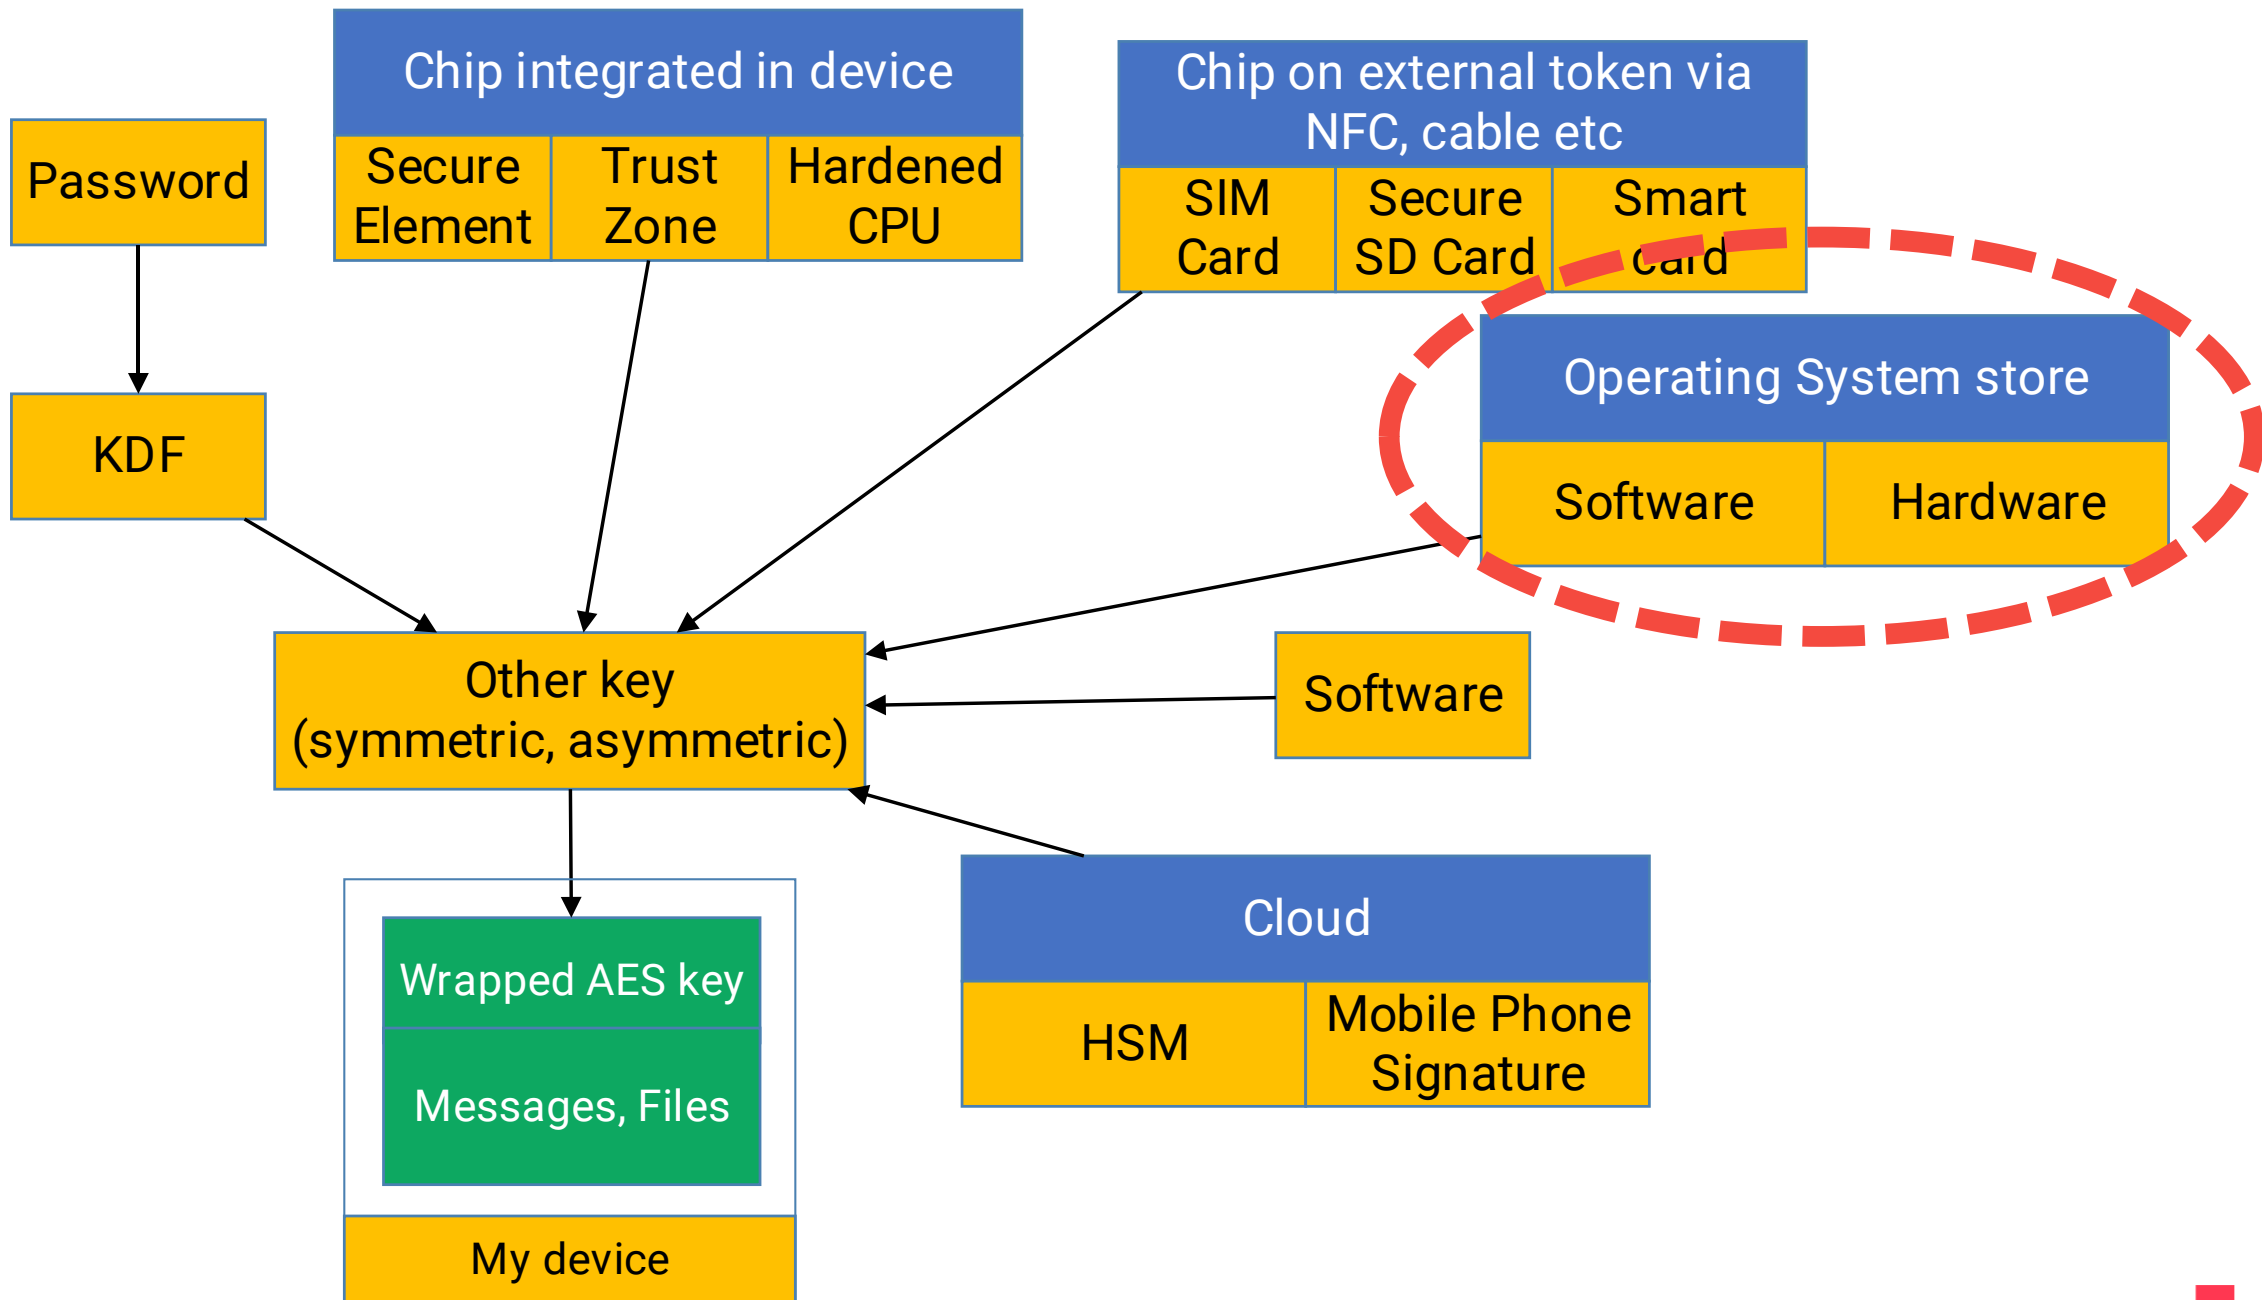 Chip integrated in device
Secure
Element
Trust
Zone
Hardened
CPU
Chip on external token via
NFC, cable etc
SIM
Card
Secure
SD Card
Smart
card
Password
KDF
Operating System store
Software
Hardware
Other key
(symmetric, asymmetric)
Software
Cloud
HSM
Mobile Phone
Signature
Wrapped AES key
Messages, Files
My device